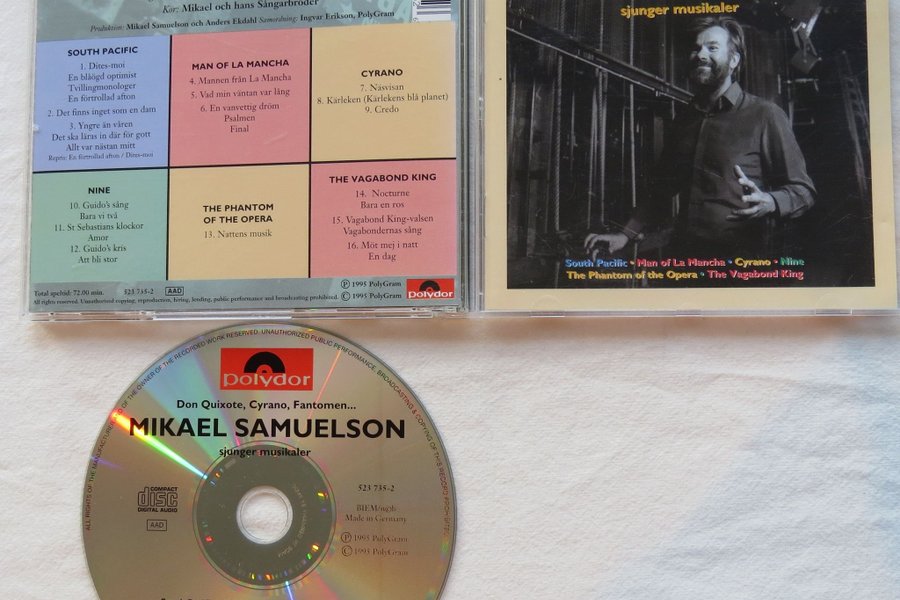 Kör: Mikael och hans Sångarbröder
Produktion: Mikael Samuelson och Anders Ekdahl Samordning: Ingvar Erikson, PolyGram
SOUTH PACIFIC
1. Dites-moi
En blåögd optimist
Tvillingmonologer
En förtrollad afton
2. Det finns inget som en dam
3. Yngre än våren
Det ska läras in där för gott
Allt var nästan mitt
Repris: En förtrollad afton / Dites-moi
MAN OF LA MANCHA
4. Mannen från La Mancha
5. Vad min väntan var lång
6. En vanvettig dröm
Psalmen
Final
CYRANO
7. Näsvisan
8. Kärleken (Kärlekens blå planet)
9. Credo
NINE
10. Guido's sång
Bara vi två
11. St Sebastians klockor
Amor
12. Guido's kris
Att bli stor
THE PHANTOM
OF THE OPERA
13. Nattens musik
THE VAGABOND KING
14. Nocturne
Bara en ros
15. Vagabond King-valsen
Vagabondernas sång
16. Möt mej i natt
En dag
Total speltid: 72.00 min. 523 735-2 AAD
All rights reserved. Unauthorized copying, reproduction, hiring, lending, public performance and broadcasting prohibited.
Ⓟ 1995 PolyGram
© 1995 PolyGram
polydor
sjunger musikaler
South Pacific • Man of La Mancha • Cyrano • Nine
The Phantom of the Opera • The Vagabond King
polydor
Don Quixote, Cyrano, Fantomen...
MIKAEL SAMUELSON
sjunger musikaler
COMPACT
disc
DIGITAL AUDIO
AAD
523 735-2
BIEM/ncb
Made in Germany
Ⓟ 1995 PolyGram
© 1995 PolyGram